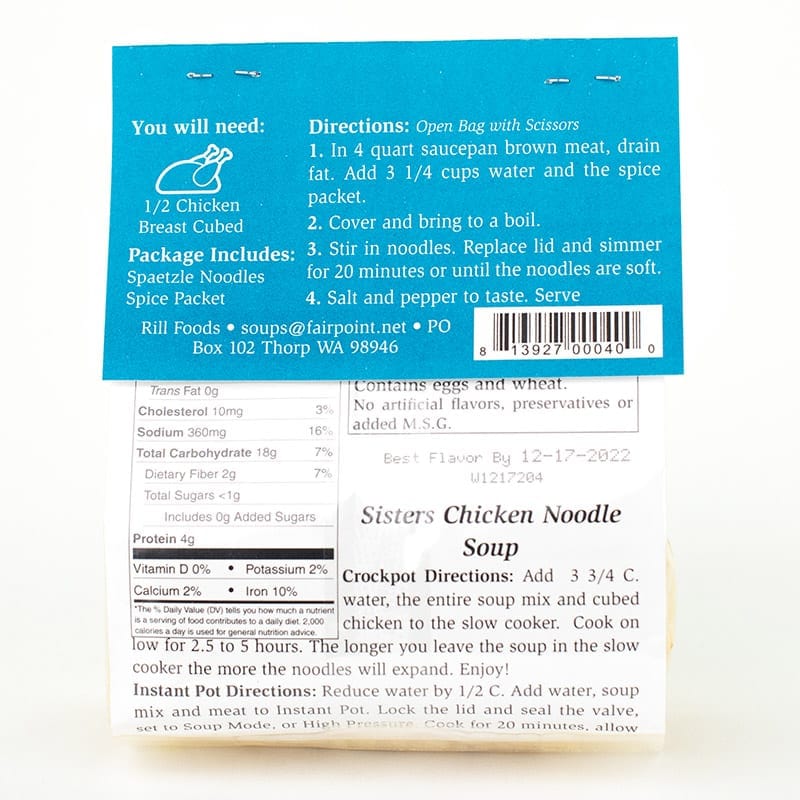 You will need:
1/2 Chicken
Breast Cubed
Package Includes:
Spaetzle Noodles
Spice Packet
Directions: Open Bag with Scissors
1. In 4 quart saucepan brown meat, drain
fat. Add 3 1/4 cups water and the spice
packet.
2. Cover and bring to a boil.
3. Stir in noodles. Replace lid and simmer
for 20 minutes or until the noodles are soft.
4. Salt and pepper to taste. Serve
Rill Foods • soups@fairpoint.net • PO
Box 102 Thorp WA 98946
8 13927 00040 0
Trans Fat 0g
Cholesterol 10mg 3%
Sodium 360mg 16%
Total Carbohydrate 18g 7%
Dietary Fiber 2g 7%
Total Sugars <1g
Includes 0g Added Sugars
Protein 4g
Vitamin D 0% • Potassium 2%
Calcium 2% • Iron 10%
*The % Daily Value (DV) tells you how much a nutrient
is a serving of food contributes to a daily diet. 2,000
calories a day is used for general nutrition advice.
Contains eggs and wheat.
No artificial flavors, preservatives or
added M.S.G.
Best Flavor By 12-17-2022
W1217204
Sisters Chicken Noodle
Soup
Crockpot Directions: Add 3 3/4 C.
water, the entire soup mix and cubed
chicken to the slow cooker. Cook on
low for 2.5 to 5 hours. The longer you leave the soup in the slow
cooker the more the noodles will expand. Enjoy!
Instant Pot Directions: Reduce water by 1/2 C. Add water, soup
mix and meat to Instant Pot. Lock the lid and seal the valve,
set to Soup Mode, or High Pressure. Cook for 20 minutes, allow